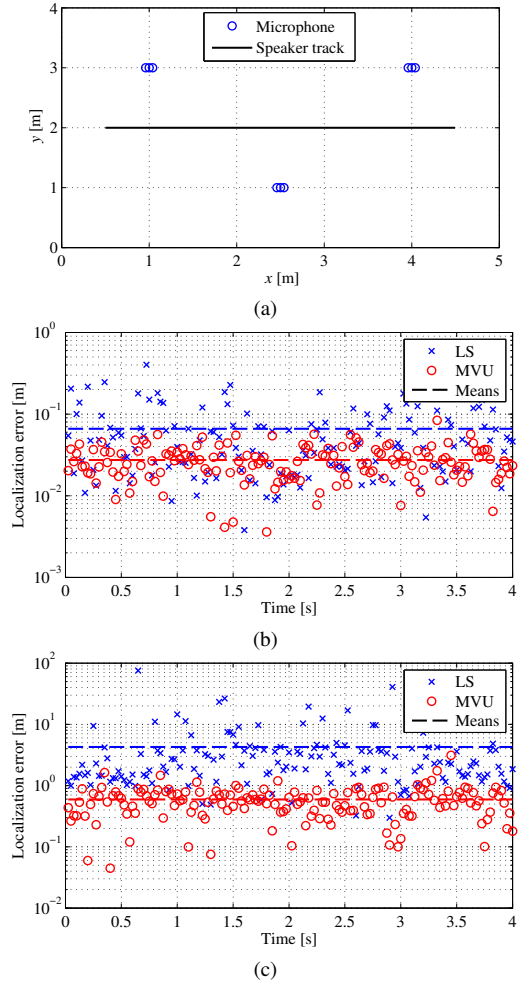 4
3
2
1
0
y [m]
Microphone
Speaker track
0 1 2 3 4 5
x [m]
(a)
10^0
10^-1
10^-2
10^-3
Localization error [m]
LS
MVU
Means
0 0.5 1 1.5 2 2.5 3 3.5 4
Time [s]
(b)
10^2
10^1
10^0
10^-1
10^-2
Localization error [m]
LS
MVU
Means
0 0.5 1 1.5 2 2.5 3 3.5 4
Time [s]
(c)